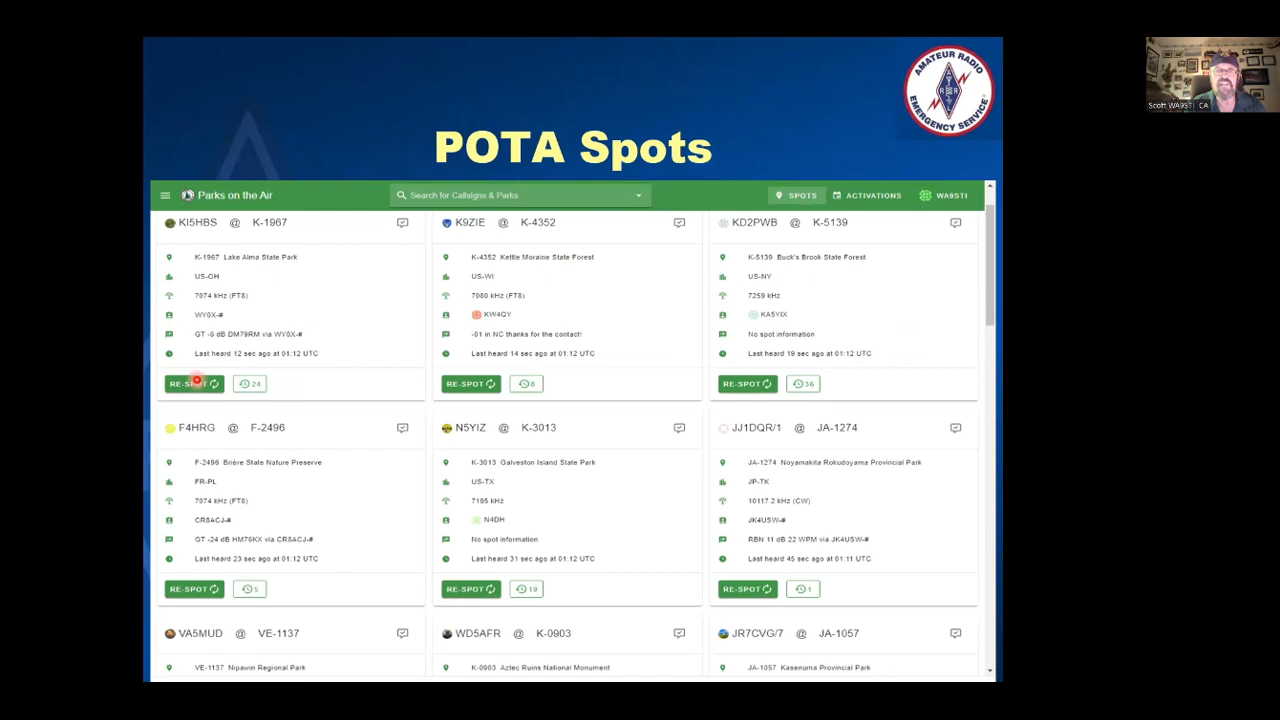 AMATEUR RADIO
ARRL
EMERGENCY SERVICE
Scott WA9STI CA
POTA Spots
Parks on the Air
Search for Callsigns & Parks
SPOTS
ACTIVATIONS
WA9STI
KI5HBS @ K-1967
K-1967 Lake Alma State Park
US-OH
7074 kHz (FT8)
WY0X-#
GT -6 dB DM79RM via WY0X-#
Last heard 12 sec ago at 01:12 UTC
RE-SPOT 24
K9ZIE @ K-4352
K-4352 Kettle Moraine State Forest
US-WI
7080 kHz (FT8)
KW4QY
-01 in NC thanks for the contact!
Last heard 14 sec ago at 01:12 UTC
RE-SPOT 8
KD2PWB @ K-5139
K-5139 Buck's Brook State Forest
US-NY
7259 kHz
KA5YIX
No spot information
Last heard 19 sec ago at 01:12 UTC
RE-SPOT 36
F4HRG @ F-2496
F-2496 Brière State Nature Preserve
FR-PL
7074 kHz (FT8)
CR8ACJ-#
GT -24 dB HM76KX via CR8ACJ-#
Last heard 23 sec ago at 01:12 UTC
RE-SPOT 5
N5YIZ @ K-3013
K-3013 Galveston Island State Park
US-TX
7195 kHz
N4DH
No spot information
Last heard 31 sec ago at 01:12 UTC
RE-SPOT 19
JJ1DQR/1 @ JA-1274
JA-1274 Noyamakita Rokudoyama Provincial Park
JP-TK
10117.2 kHz (CW)
JK4USW-#
RBN 11 dB 22 WPM via JK4USW-#
Last heard 45 sec ago at 01:11 UTC
RE-SPOT 1
VA5MUD @ VE-1137
VE-1137 Nipawin Regional Park
WD5AFR @ K-0903
K-0903 Aztec Ruins National Monument
JR7CVG/7 @ JA-1057
JA-1057 Kasenuma Provincial Park